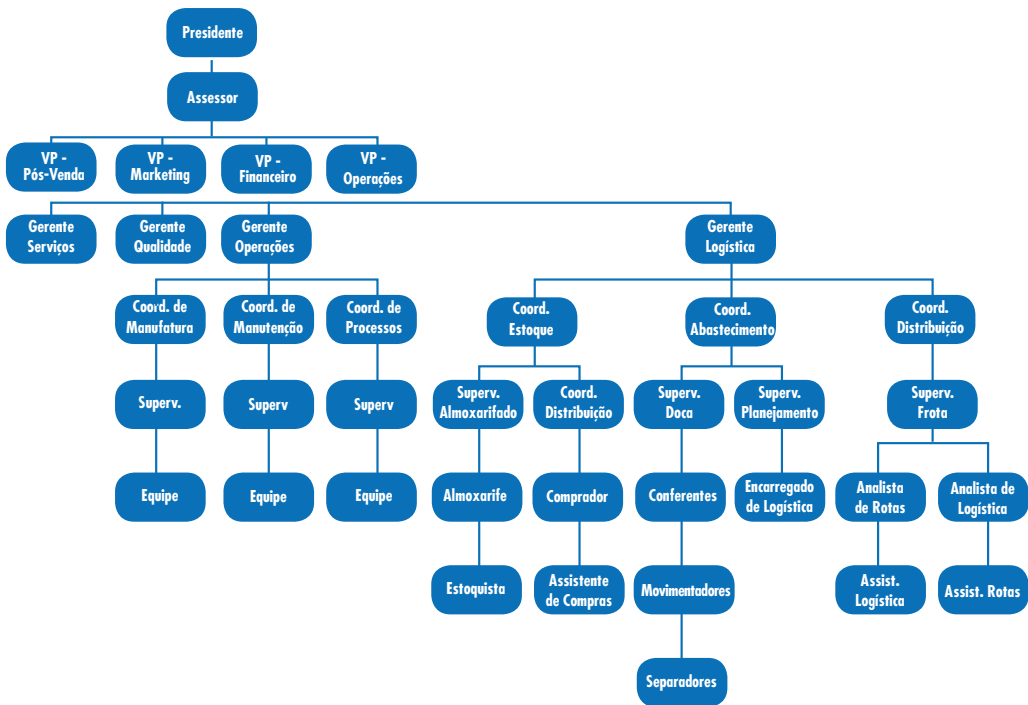 Presidente
Assessor
VP -
Pós-Venda
VP -
Marketing
VP -
Financeiro
VP -
Operações
Gerente
Serviços
Gerente
Qualidade
Gerente
Operações
Gerente
Logística
Coord. de
Manufatura
Coord. de
Manutenção
Coord. de
Processos
Coord.
Estoque
Coord.
Abastecimento
Coord.
Distribuição
Superv.
Superv
Superv
Superv.
Almoxarifado
Coord.
Distribuição
Superv.
Doca
Superv.
Planejamento
Superv.
Frota
Equipe
Equipe
Equipe
Almoxarife
Comprador
Conferentes
Encarregado
de Logística
Analista
de Rotas
Analista de
Logística
Estoquista
Assistente
de Compras
Movimentadores
Assist.
Logística
Assist. Rotas
Separadores